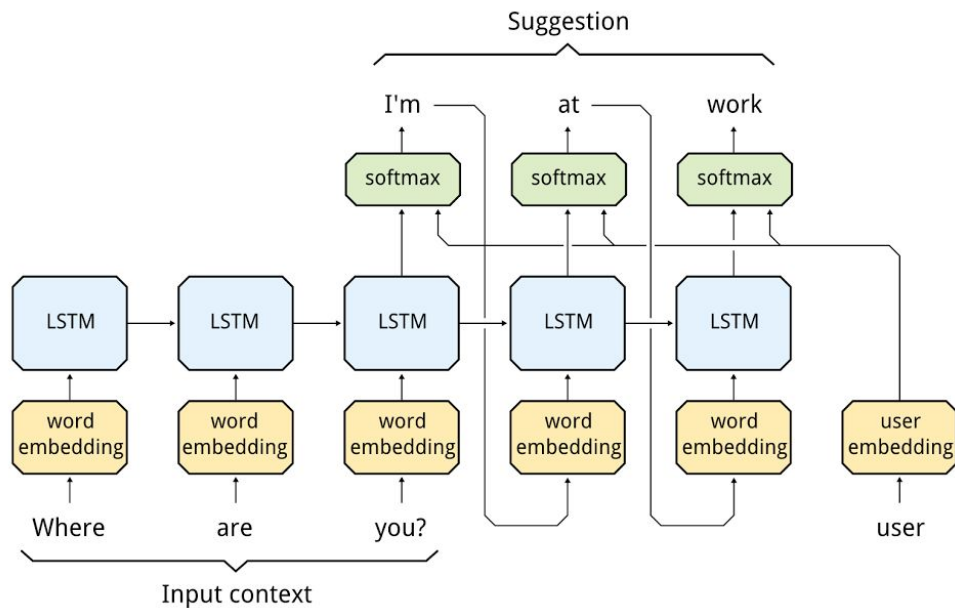 Suggestion
I'm at work
softmax softmax softmax
LSTM LSTM LSTM LSTM LSTM
word embedding
word embedding
word embedding
word embedding
word embedding
user embedding
Where are you? user
Input context